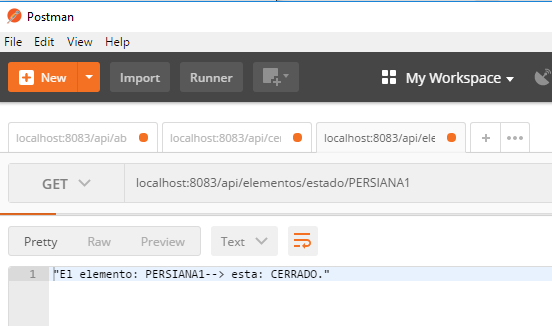 Postman
File Edit View Help
New Import Runner My Workspace
localhost:8083/api/ab localhost:8083/api/cer localhost:8083/api/ele + •••
GET localhost:8083/api/elementos/estado/PERSIANA1
Pretty Raw Preview Text
1 "El elemento: PERSIANA1--> esta: CERRADO."